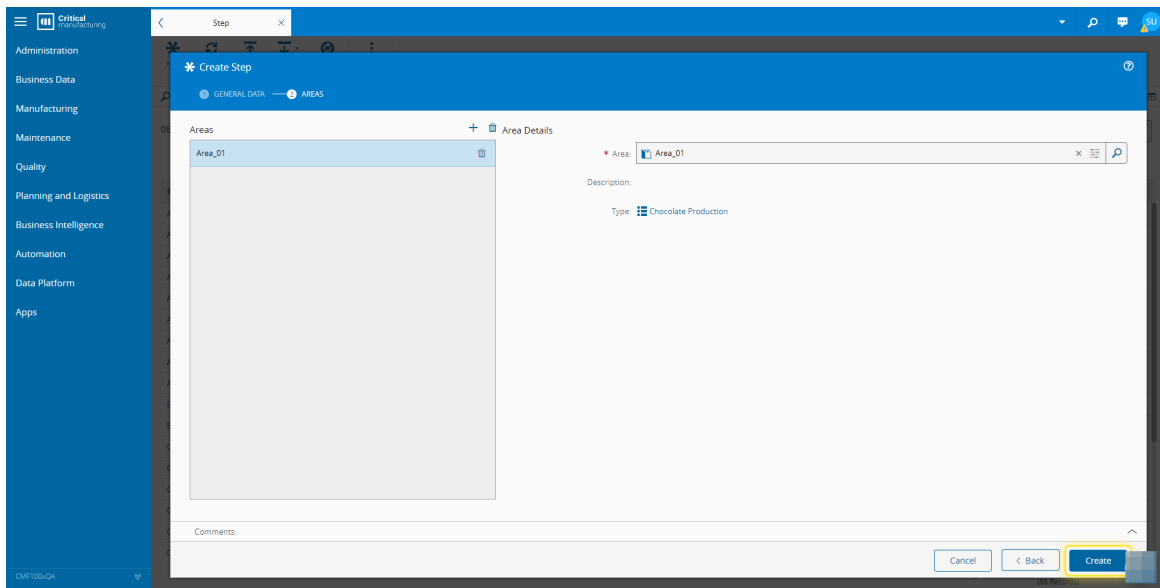 Critical
manufacturing
Step
SU
Administration
Business Data
Manufacturing
Maintenance
Quality
Planning and Logistics
Business Intelligence
Automation
Data Platform
Apps
CMF100xQA
Create Step
1 GENERAL DATA
2 AREAS
Areas
Area_01
Area Details
* Area: Area_01
Description:
Type: Chocolate Production
Comments:
Cancel
< Back
Create
(88 Records)